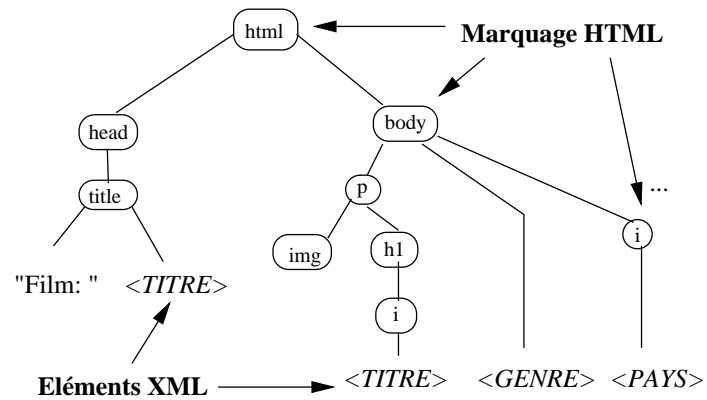 html
Marquage HTML
head
body
title
p
...
img
h1
i
"Film: " <TITRE>
i
Eléments XML
<TITRE> <GENRE> <PAYS>